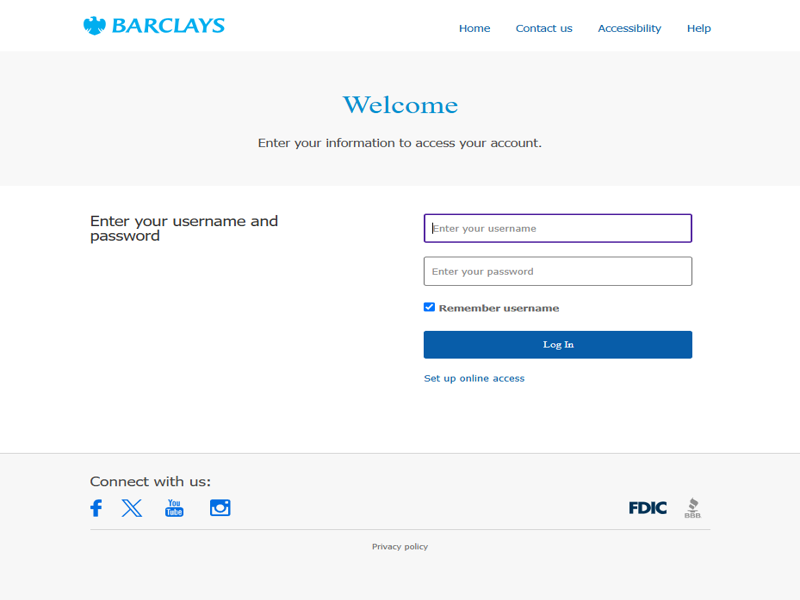 BARCLAYS
Home Contact us Accessibility Help
Welcome
Enter your information to access your account.
Enter your username and
password
Enter your username
Enter your password
Remember username
Log In
Set up online access
Connect with us:
You
Tube
FDIC
BBB
Privacy policy